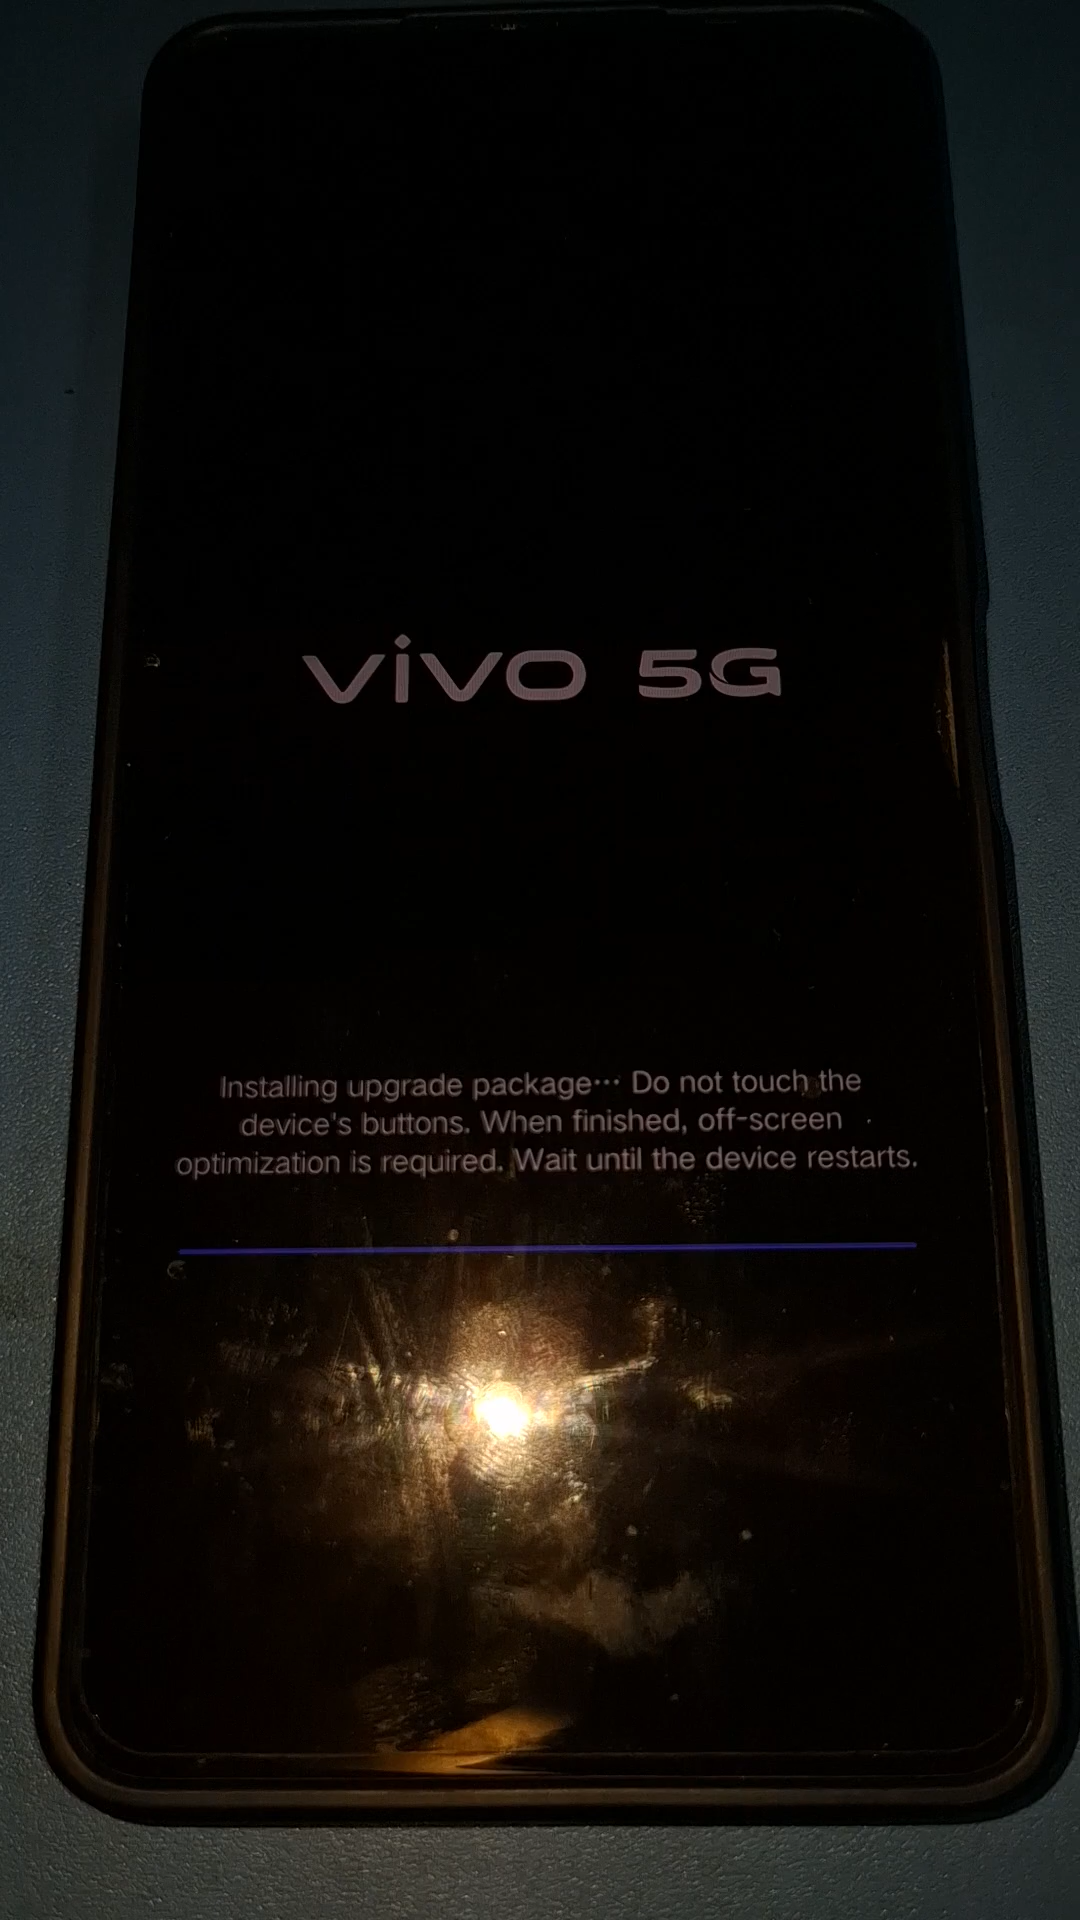 vivo 5G
Installing upgrade package··· Do not touch the
device's buttons. When finished, off-screen
optimization is required. Wait until the device restarts.